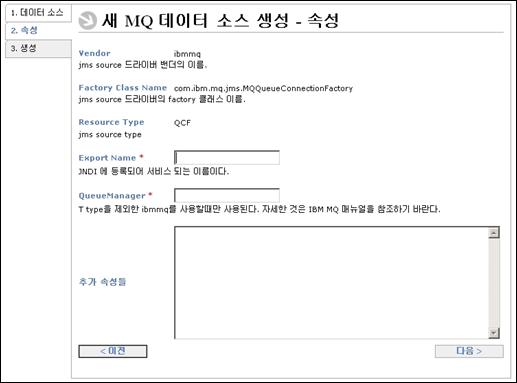 1. 데이터 소스
2. 속성
3. 생성
새 MQ 데이터 소스 생성 - 속성
Vendor ibmmq
jms source 드라이버 밴더의 이름.
Factory Class Name com.ibm.mq.jms.MQQueueConnectionFactory
jms source 드라이버의 factory 클래스 이름.
Resource Type QCF
jms source type
Export Name *
JNDI 에 등록되어 서비스 되는 이름이다.
QueueManager *
T type을 제외한 ibmmq를 사용할때만 사용된다. 자세한 것은 IBM MQ 매뉴얼을 참조하기 바란다.
추가 속성들
< 이전
다음 >